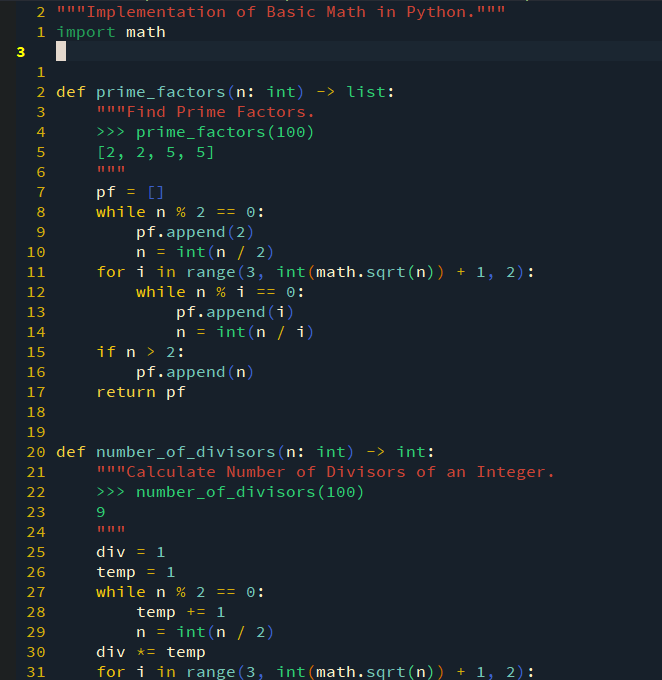 2 """Implementation of Basic Math in Python."""
1 import math
3
1
2 def prime_factors(n: int) -> list:
3     """Find Prime Factors.
4     >>> prime_factors(100)
5     [2, 2, 5, 5]
6     """
7     pf = []
8     while n % 2 == 0:
9         pf.append(2)
10         n = int(n / 2)
11     for i in range(3, int(math.sqrt(n)) + 1, 2):
12         while n % i == 0:
13             pf.append(i)
14             n = int(n / i)
15     if n > 2:
16         pf.append(n)
17     return pf
18
19
20 def number_of_divisors(n: int) -> int:
21     """Calculate Number of Divisors of an Integer.
22     >>> number_of_divisors(100)
23     9
24     """
25     div = 1
26     temp = 1
27     while n % 2 == 0:
28         temp += 1
29         n = int(n / 2)
30     div *= temp
31     for i in range(3, int(math.sqrt(n)) + 1, 2):